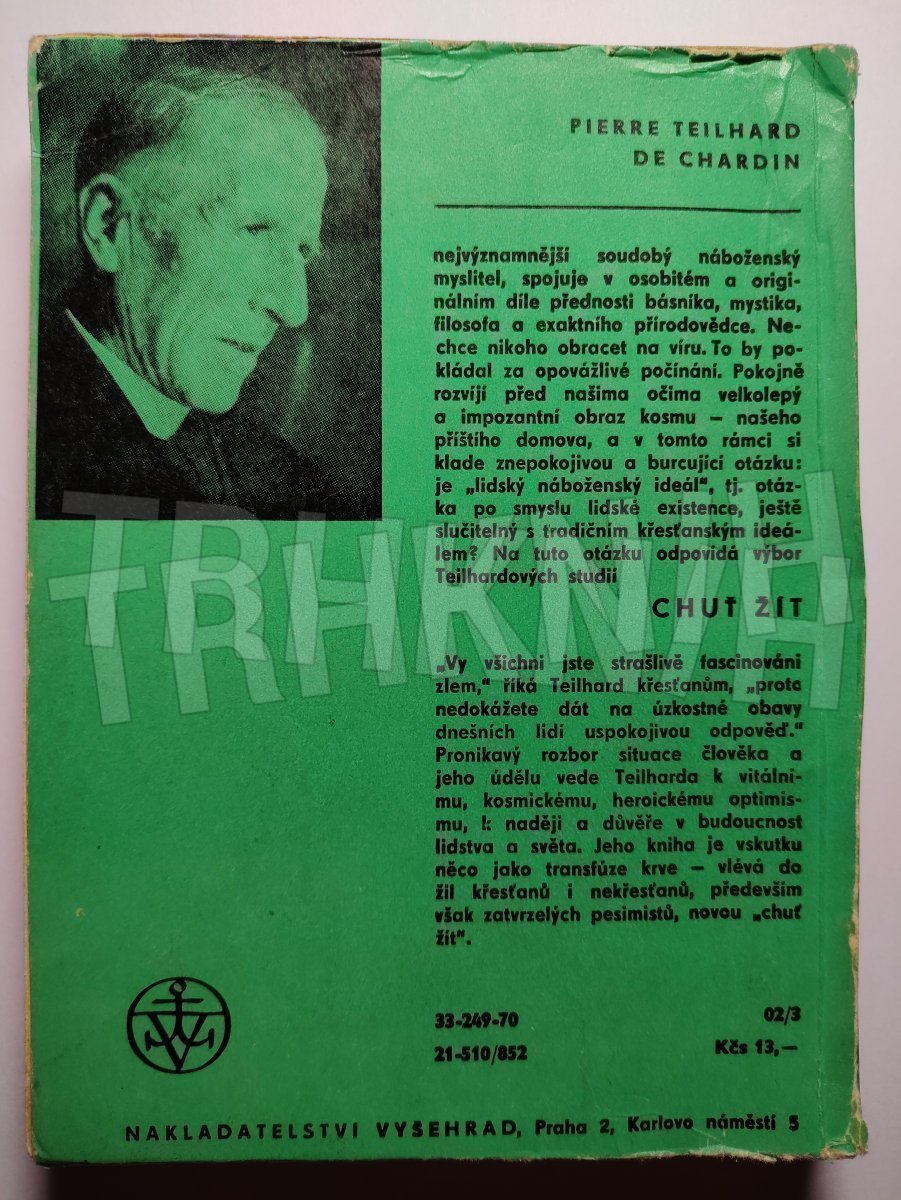 PIERRE TEILHARD
DE CHARDIN
nejvýznamnější soudobý náboženský
myslitel, spojuje v osobitém a origi-
nálním díle přednosti básníka, mystika,
filosofa a exaktního přírodovědce. Ne-
chce nikoho obracet na víru. To by po-
kládal za opovážlivé počínání. Pokojně
rozvíjí před našima očima velkolepý
a impozantní obraz kosmu – našeho
příštího domova, a v tomto rámci si
klade znepokojivou a burcující otázku:
je „lidský náboženský ideál", tj. otáz-
ka po smyslu lidské existence, ještě
slučitelný s tradičním křesťanským ideá-
lem? Na tuto otázku odpovídá výbor
Teilhardových studií
CHUŤ ŽÍT
„Vy všichni jste strašlivě fascinováni
zlem," říká Teilhard křesťanům, „proto
nedokážete dát na úzkostné obavy
dnešních lidí uspokojivou odpověď."
Pronikavý rozbor situace člověka a
jeho údělu vede Teilharda k vitální-
mu, kosmickému, heroickému optimis-
mu, k naději a důvěře v budoucnost
lidstva a světa. Jeho kniha je vskutku
něco jako transfúze krve – vlévá do
žil křesťanů i nekřesťanů, především
však zatvrzelých pesimistů, novou „chuť
žít".
33-249-70 02/3
21-510/852 Kčs 13,—
NAKLADATELSTVÍ VYŠEHRAD, Praha 2, Karlovo náměstí 5
TRHKNIH
TRHKNIH